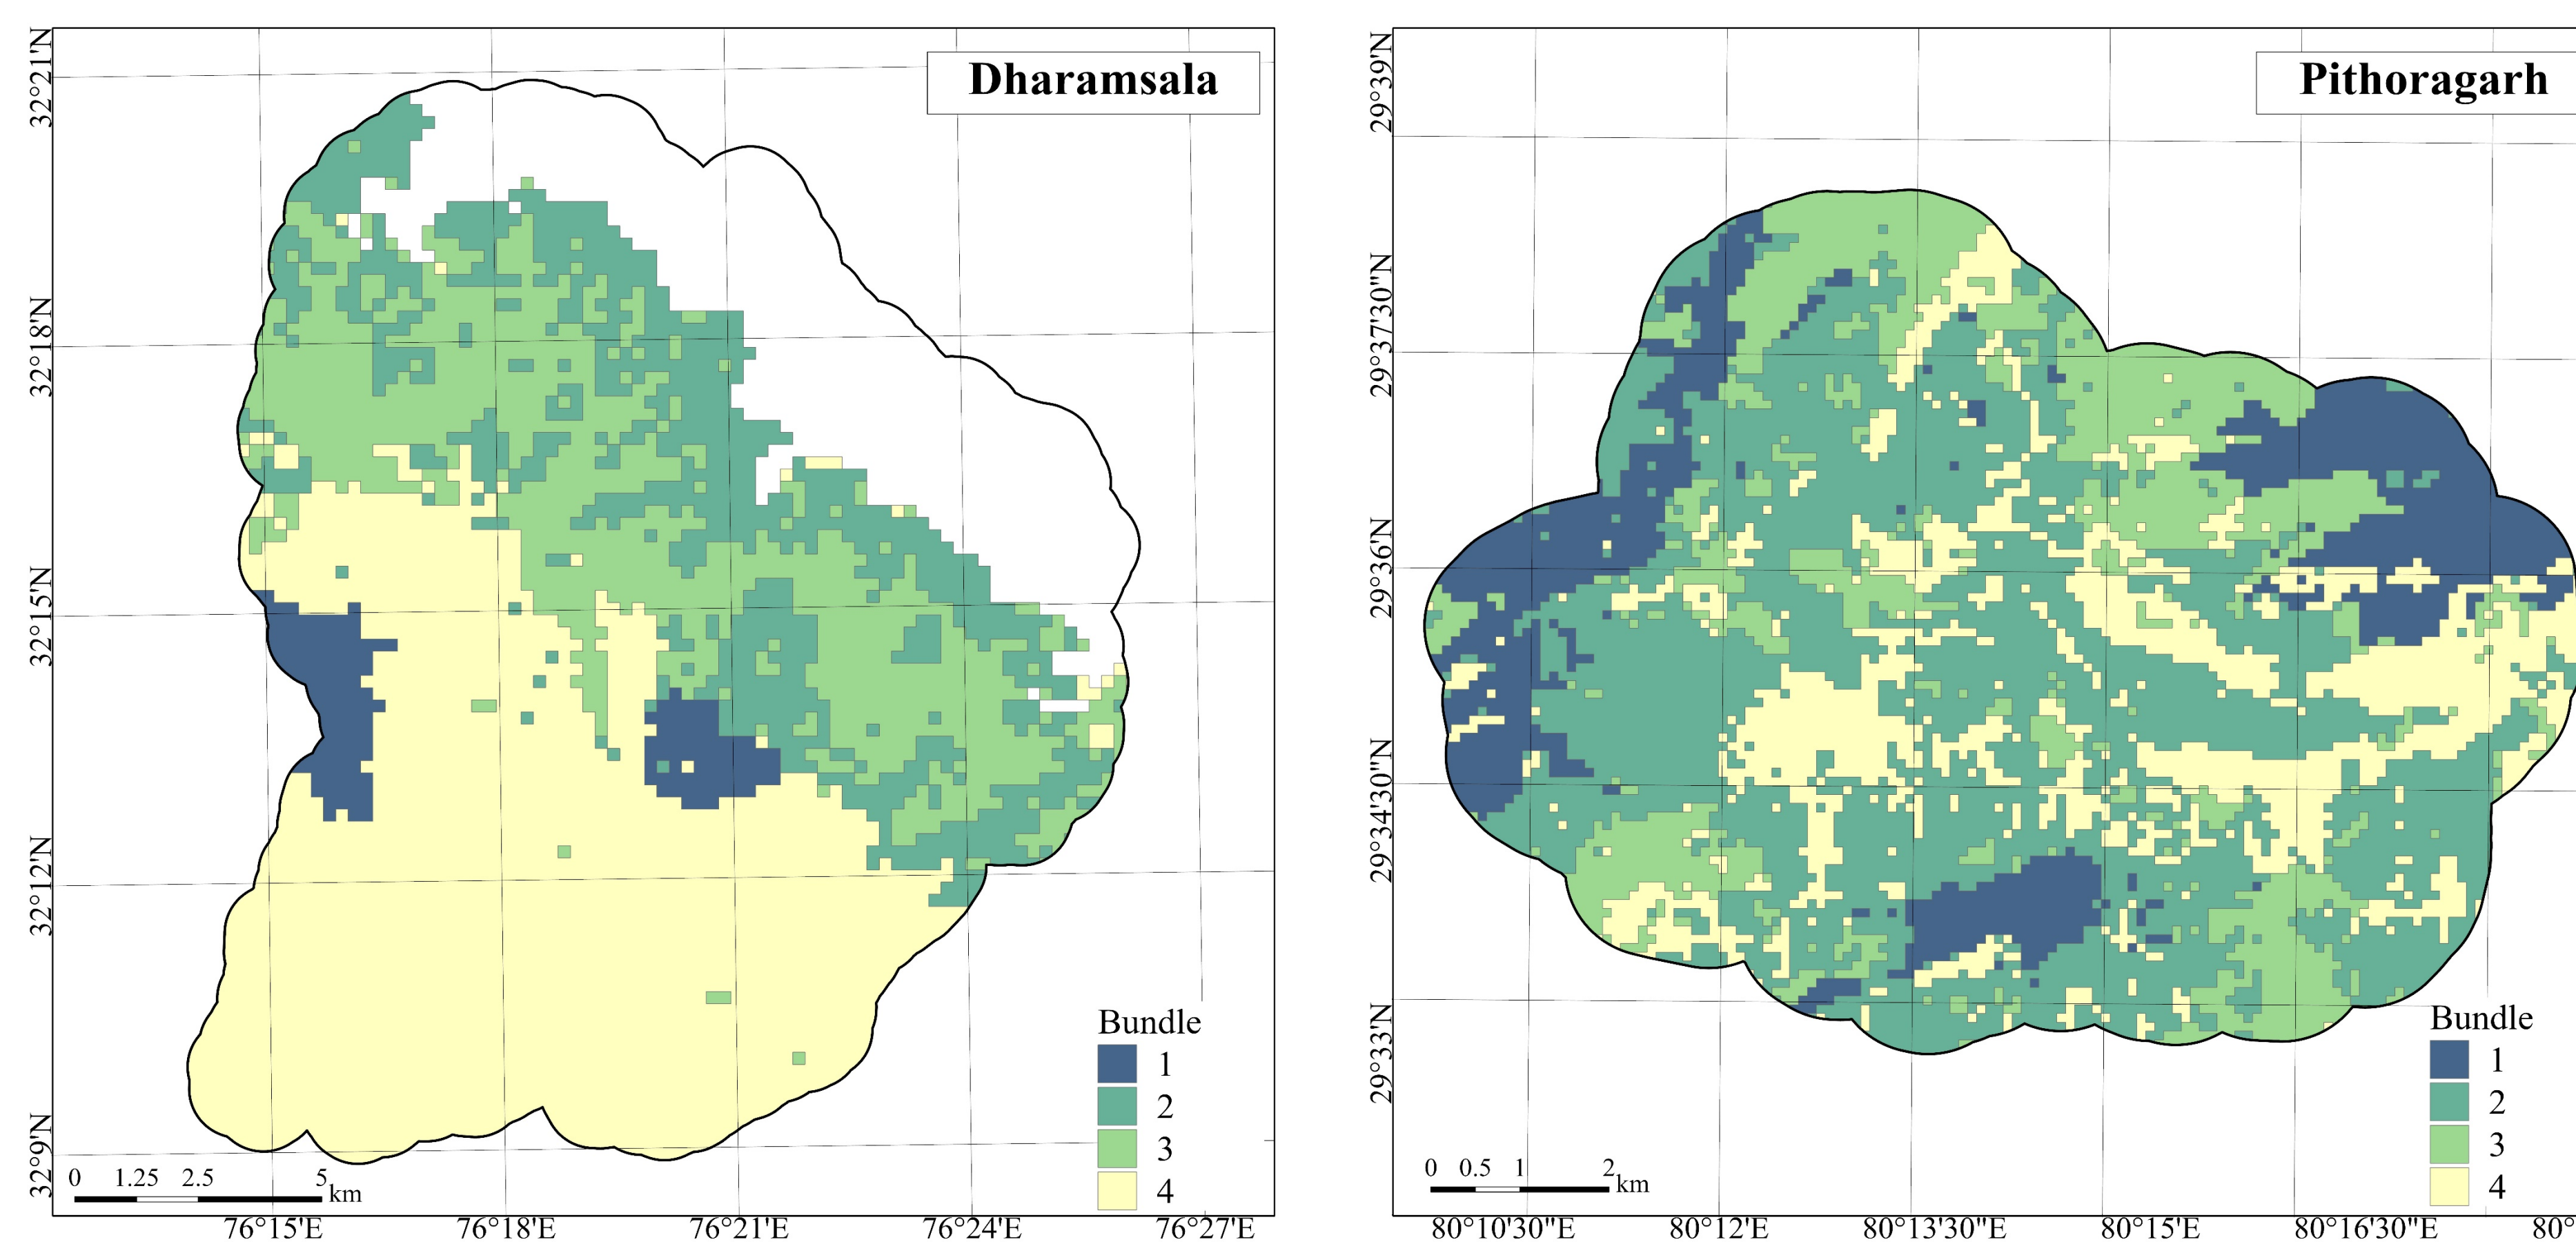 Dharamsala
32°21'N
32°18'N
32°15'N
32°12'N
32°9'N
Bundle
1
2
3
4
0 1.25 2.5 5 km
76°15'E 76°18'E 76°21'E 76°24'E 76°27'E
Pithoragarh
29°39'N
29°37'30"N
29°36'N
29°34'30"N
29°33'N
Bundle
1
2
3
4
0 0.5 1 2 km
80°10'30"E 80°12'E 80°13'30"E 80°15'E 80°16'30"E 80°